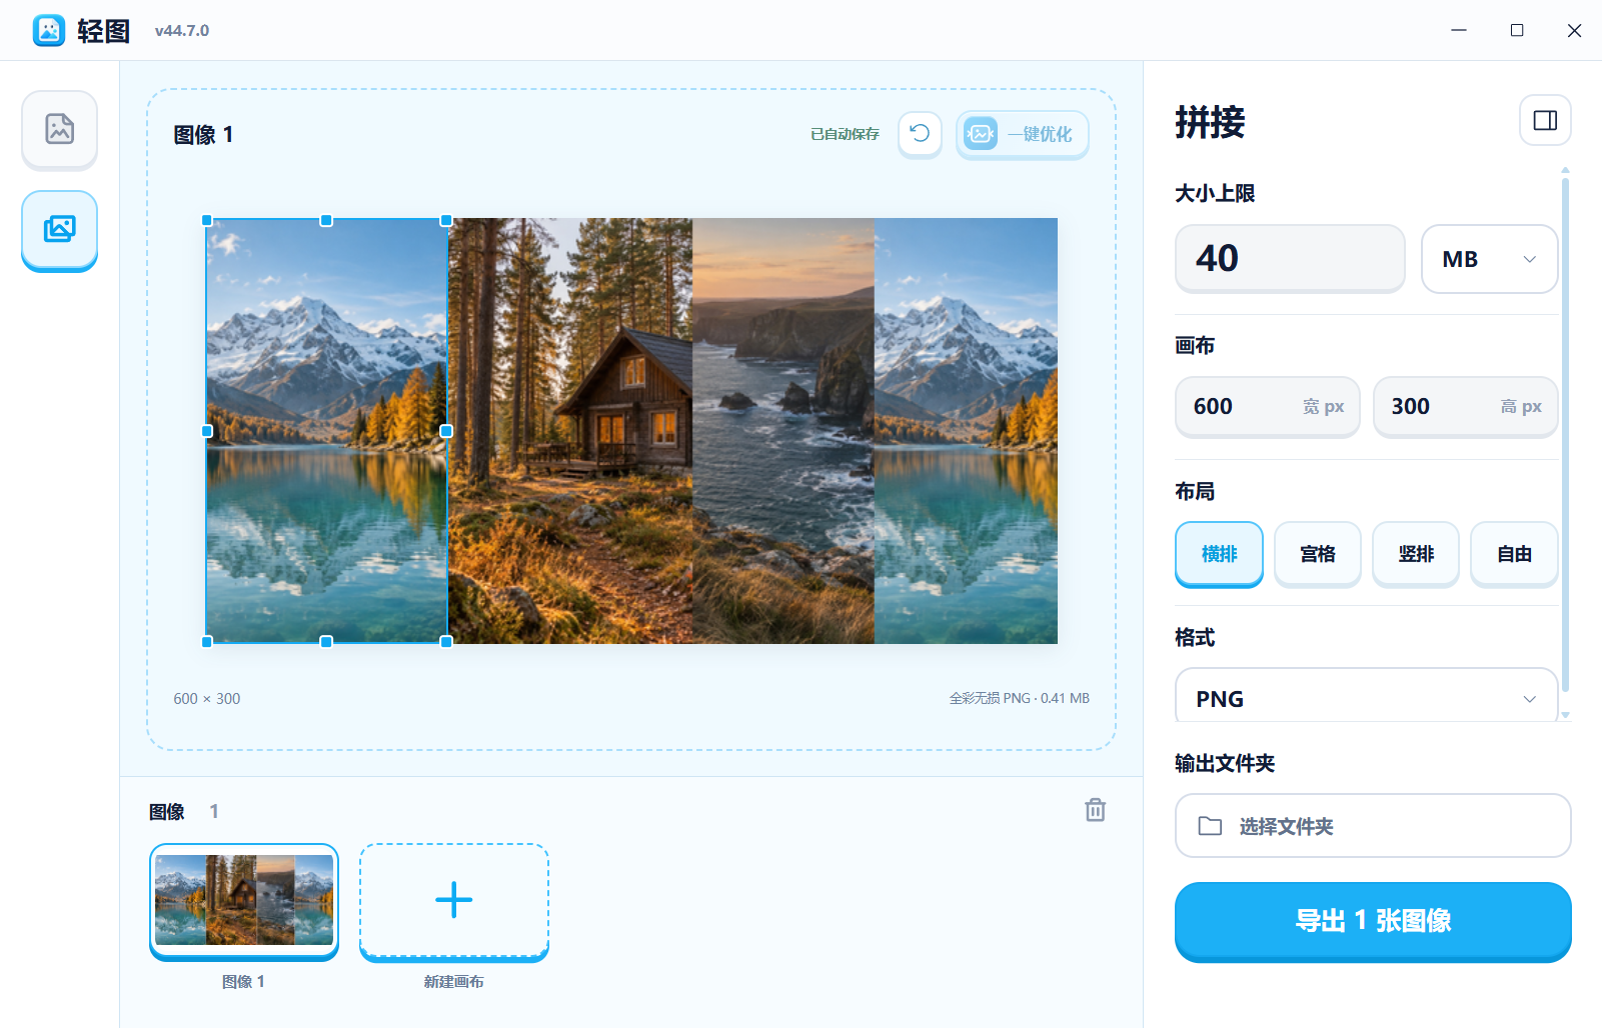 轻图 v44.7.0
图像 1
已自动保存
一键优化
600 × 300
全彩无损 PNG · 0.41 MB
图像 1
图像 1
新建画布
拼接
大小上限
40
MB
画布
600 宽 px
300 高 px
布局
横排
宫格
竖排
自由
格式
PNG
输出文件夹
选择文件夹
导出 1 张图像